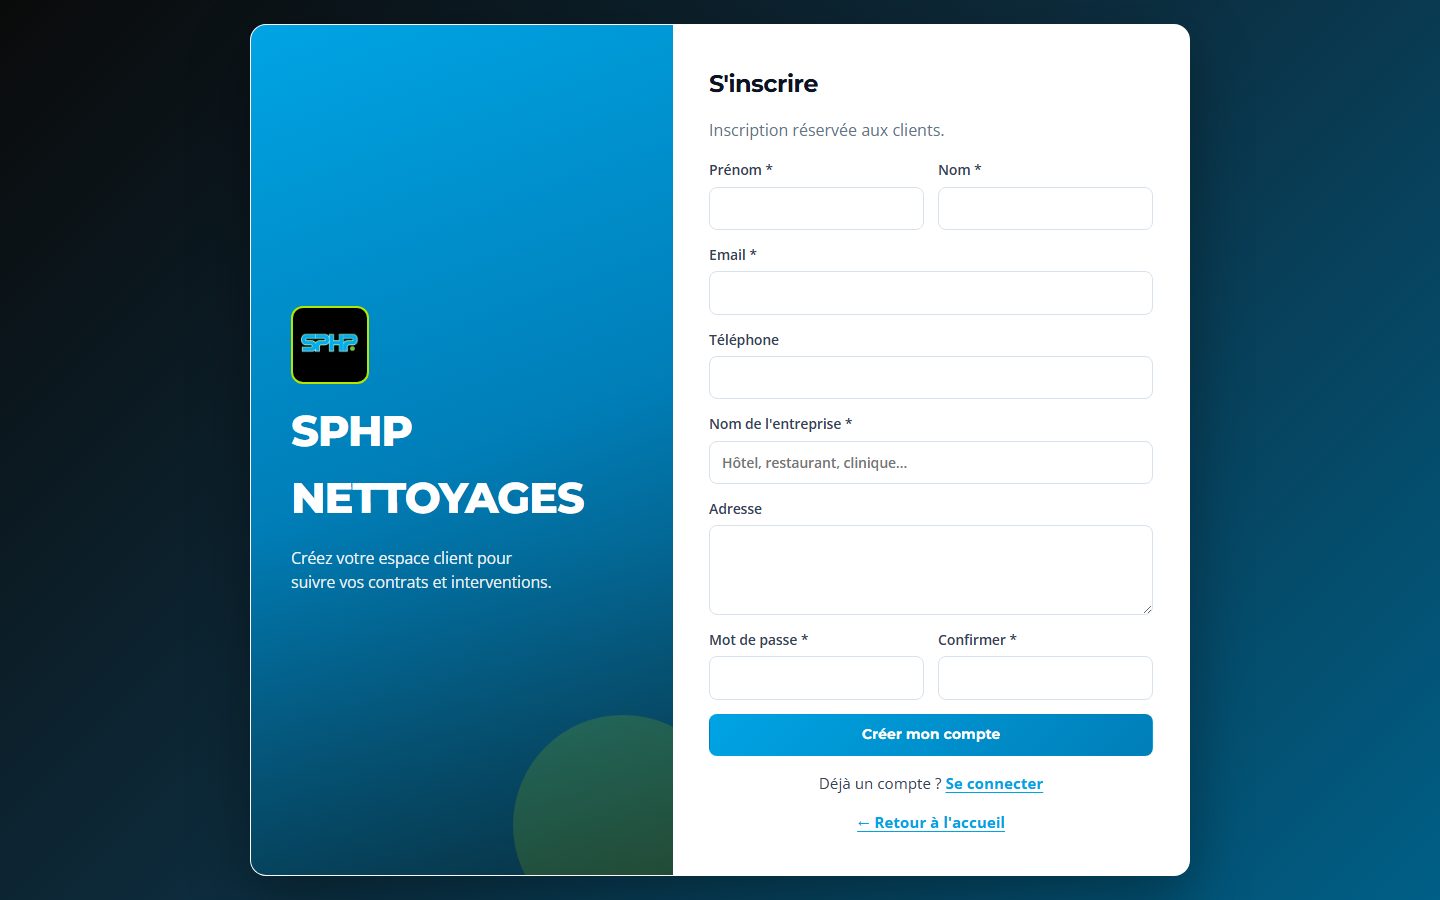 SPHP
SPHP
NETTOYAGES
Créez votre espace client pour
suivre vos contrats et interventions.
S'inscrire
Inscription réservée aux clients.
Prénom *
Nom *
Email *
Téléphone
Nom de l'entreprise *
Hôtel, restaurant, clinique...
Adresse
Mot de passe *
Confirmer *
Créer mon compte
Déjà un compte ? Se connecter
← Retour à l'accueil